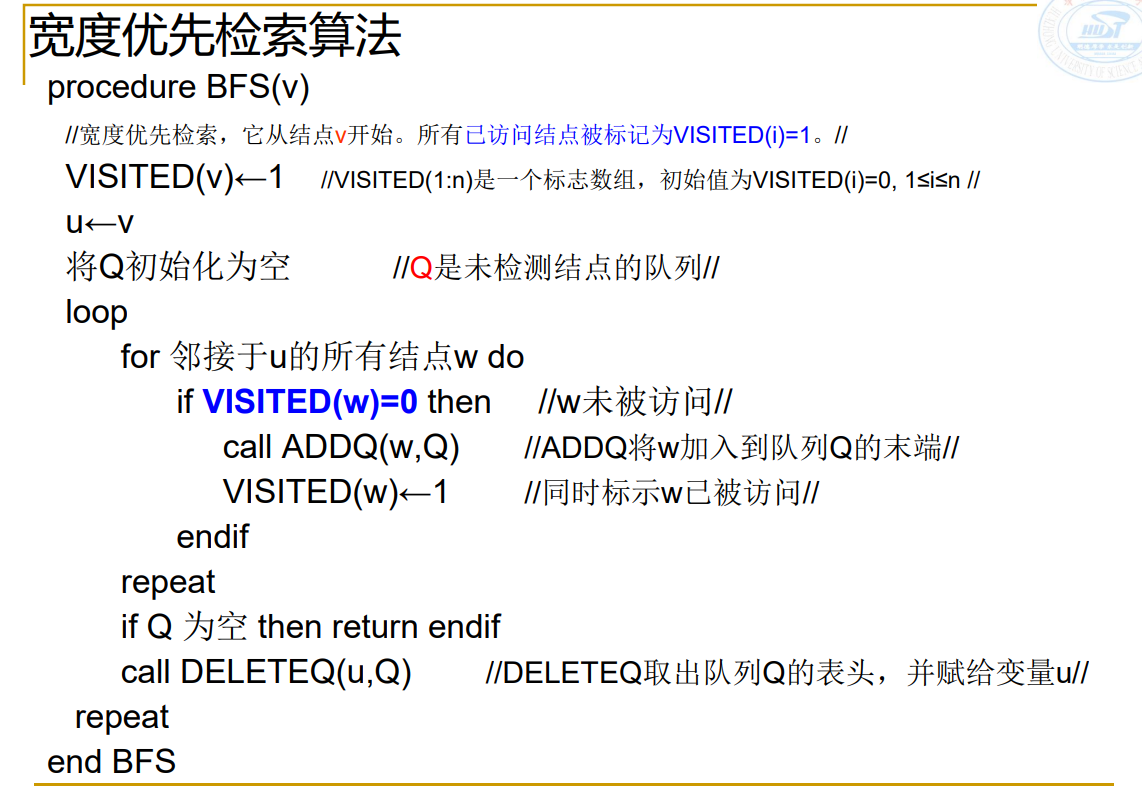 宽度优先检索算法
procedure BFS(v)
//宽度优先检索，它从结点v开始。所有已访问结点被标记为VISITED(i)=1。//
VISITED(v)←1 //VISITED(1:n)是一个标志数组，初始值为VISITED(i)=0, 1≤i≤n //
u←v
将Q初始化为空 //Q是未检测结点的队列//
loop
for 邻接于u的所有结点w do
if VISITED(w)=0 then //w未被访问//
call ADDQ(w,Q) //ADDQ将w加入到队列Q的末端//
VISITED(w)←1 //同时标示w已被访问//
endif
repeat
if Q 为空 then return endif
call DELETEQ(u,Q) //DELETEQ取出队列Q的表头，并赋给变量u//
repeat
end BFS